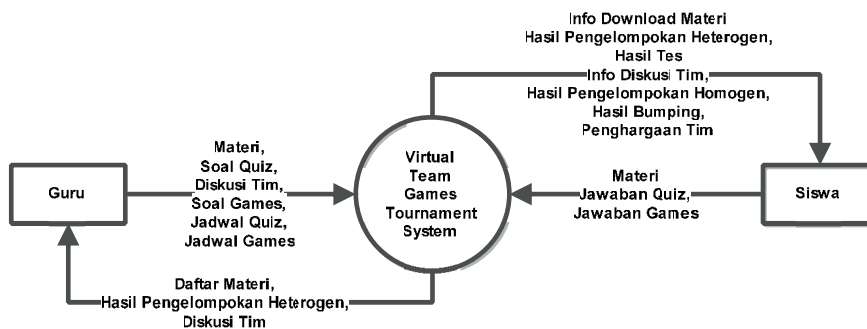 Info Download Materi
Hasil Pengelompokan Heterogen,
Hasil Tes
Info Diskusi Tim,
Hasil Pengelompokan Homogen,
Hasil Bumping,
Penghargaan Tim
Guru
Materi,
Soal Quiz,
Diskusi Tim,
Soal Games,
Jadwal Quiz,
Jadwal Games
Virtual
Team
Games
Tournament
System
Materi
Jawaban Quiz,
Jawaban Games
Siswa
Daftar Materi,
Hasil Pengelompokan Heterogen,
Diskusi Tim